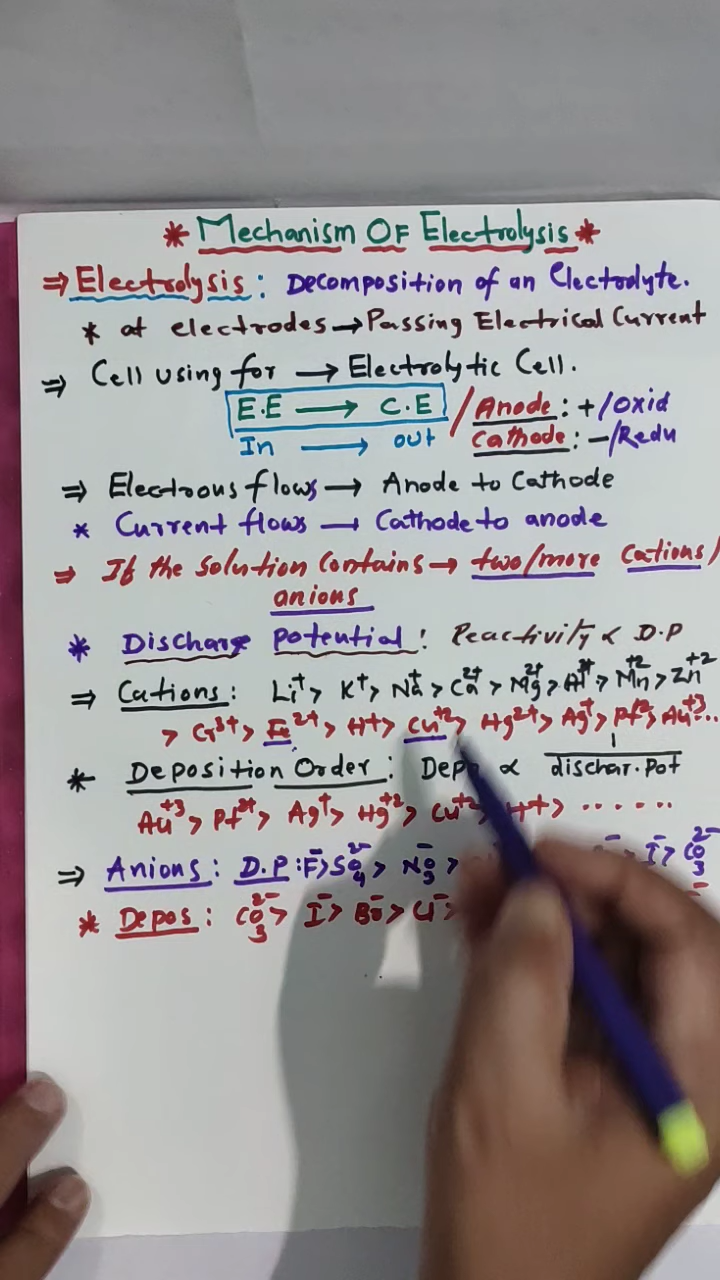 * Mechanism Of Electrolysis *
⇒ Electrolysis: Decomposition of an Electrolyte.
* at electrodes → Passing Electrical Current
⇒ Cell using for → Electrolytic Cell.
E.E → C.E / Anode: +/Oxid
In → out Cathode: -/Redu
⇒ Electrons flows → Anode to Cathode
* Current flows → Cathode to anode
⇒ If the Solution Contains → two/more Cations/
anions
* Discharge Potential: Reactivity ∝ D.P
⇒ Cations: Li⁺> K⁺> Na⁺> Ca²⁺> Mg²⁺> Al³⁺> Mn⁺²> Zn⁺²
> Cr³⁺> Fe²⁺> H⁺> Cu⁺²> Hg²⁺> Ag⁺> Pt²> Au⁺³...
* Deposition Order: Depo ∝ 1/dischar.pot
Au⁺³> Pt²⁺> Ag⁺> Hg⁺²> Cu⁺²> H⁺> ......
⇒ Anions: D.P: F⁻> SO₄²⁻> NO₃⁻> > I⁻> CO₃²⁻
* Depos: CO₃²⁻> I⁻> Br⁻> Cl⁻>